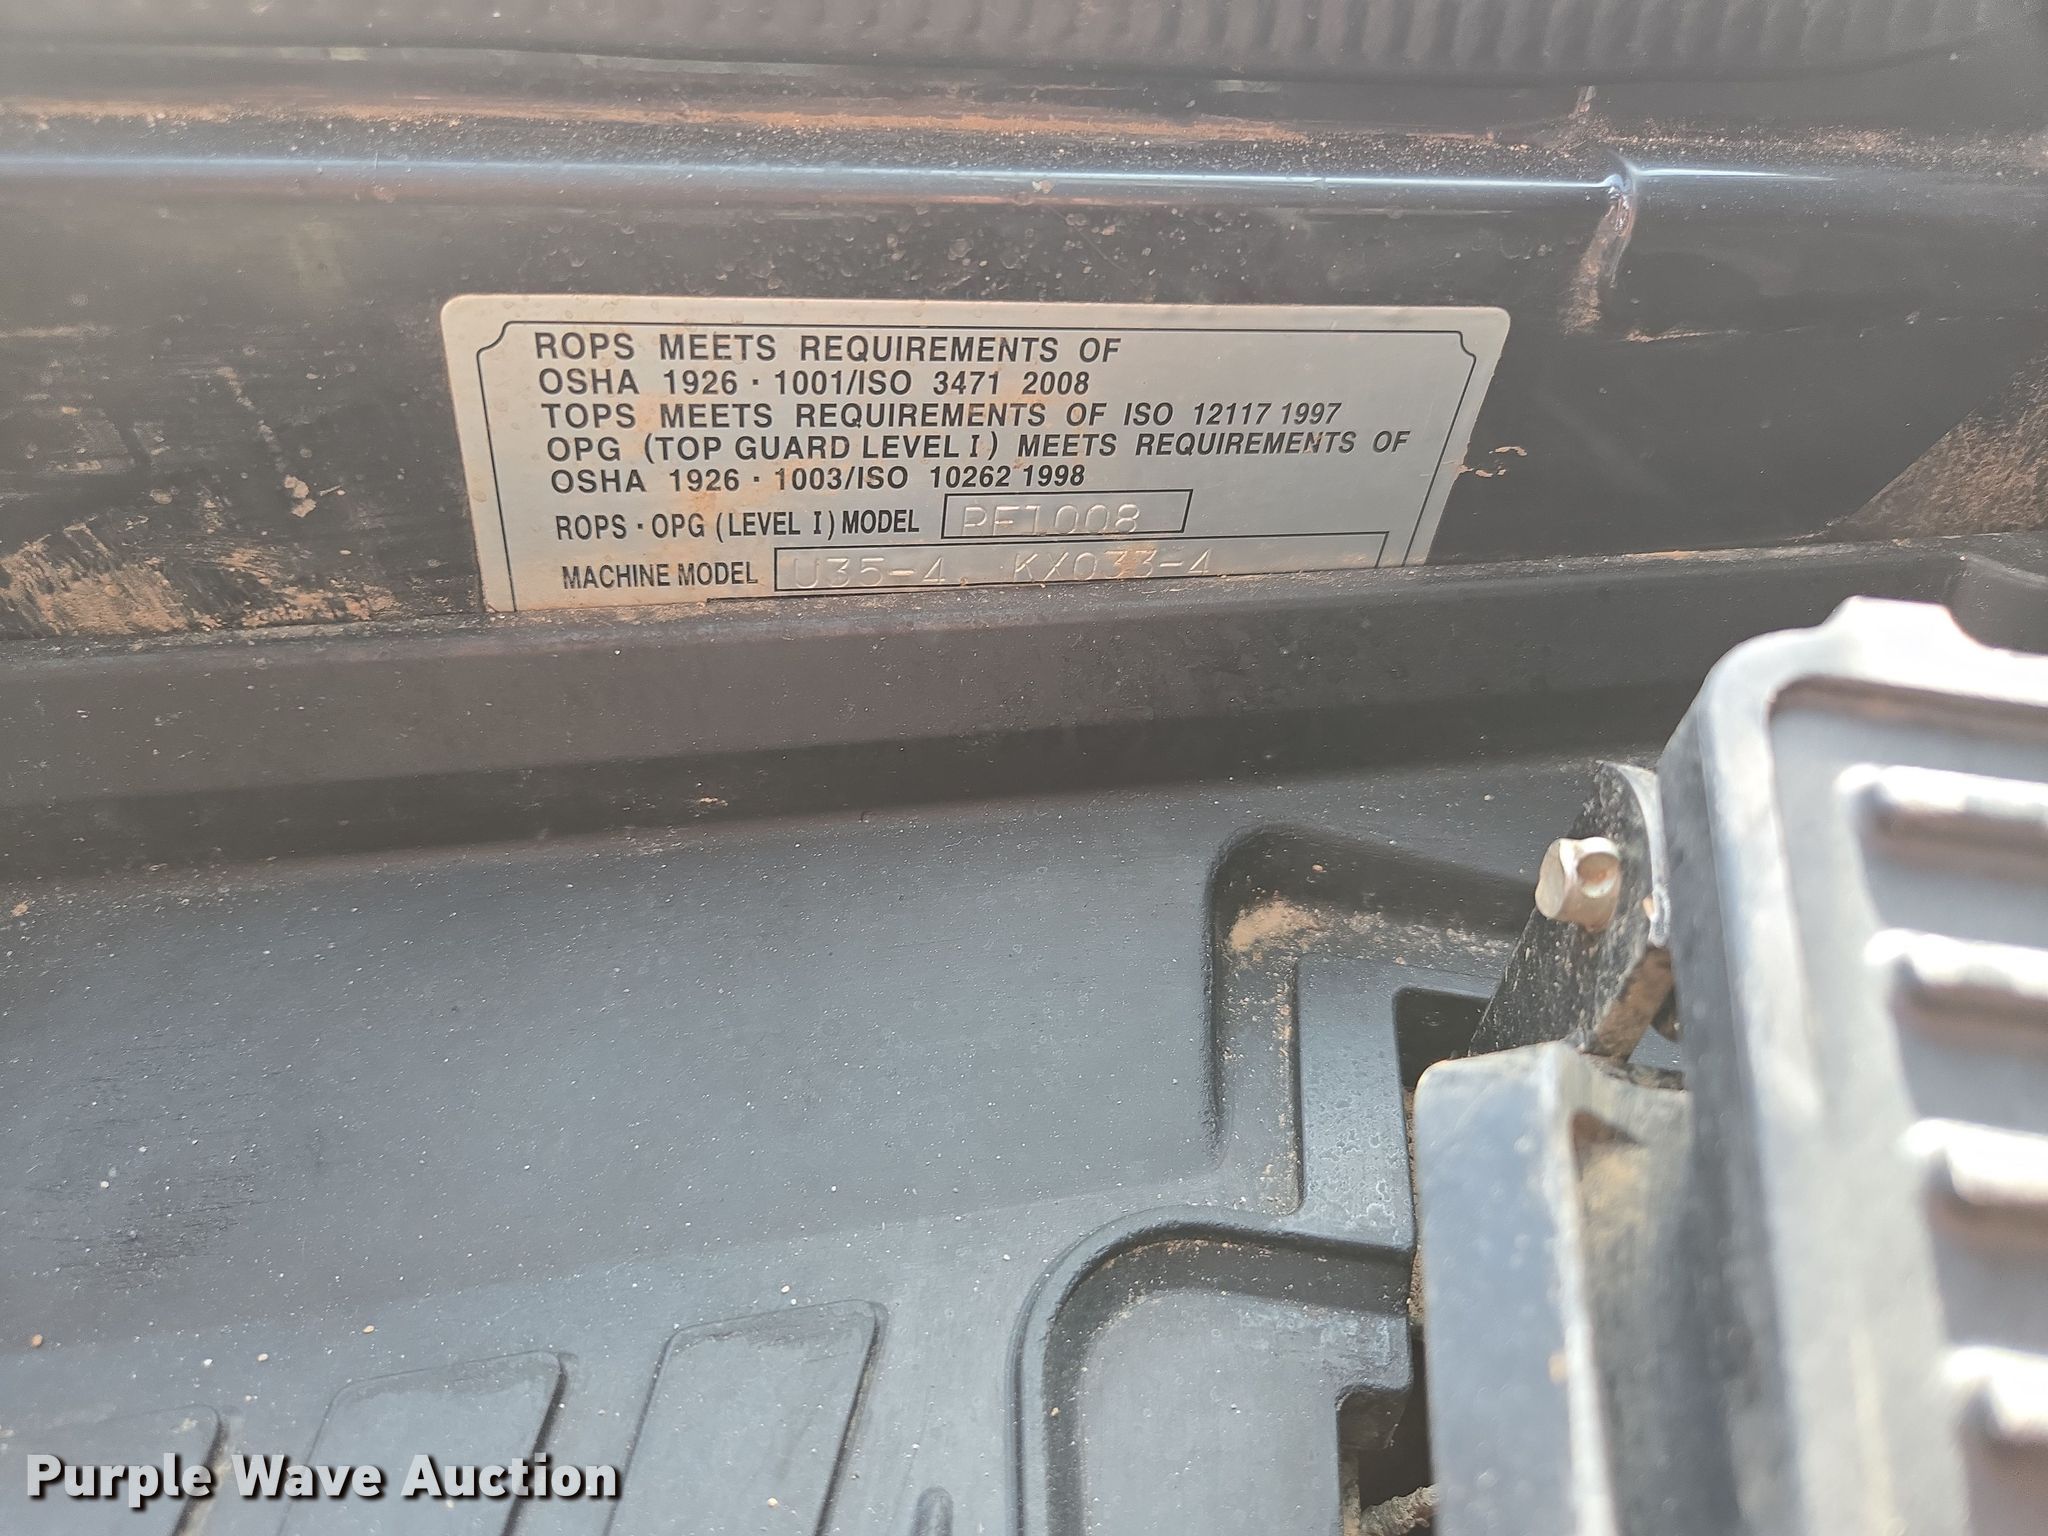 ROPS MEETS REQUIREMENTS OF
OSHA 1926・1001/ISO 3471 2008
TOPS MEETS REQUIREMENTS OF ISO 12117 1997
OPG (TOP GUARD LEVEL I) MEETS REQUIREMENTS OF
OSHA 1926・1003/ISO 10262 1998
ROPS・OPG (LEVEL I) MODEL RF1008
MACHINE MODEL U35-4, KX033-4
Purple Wave Auction